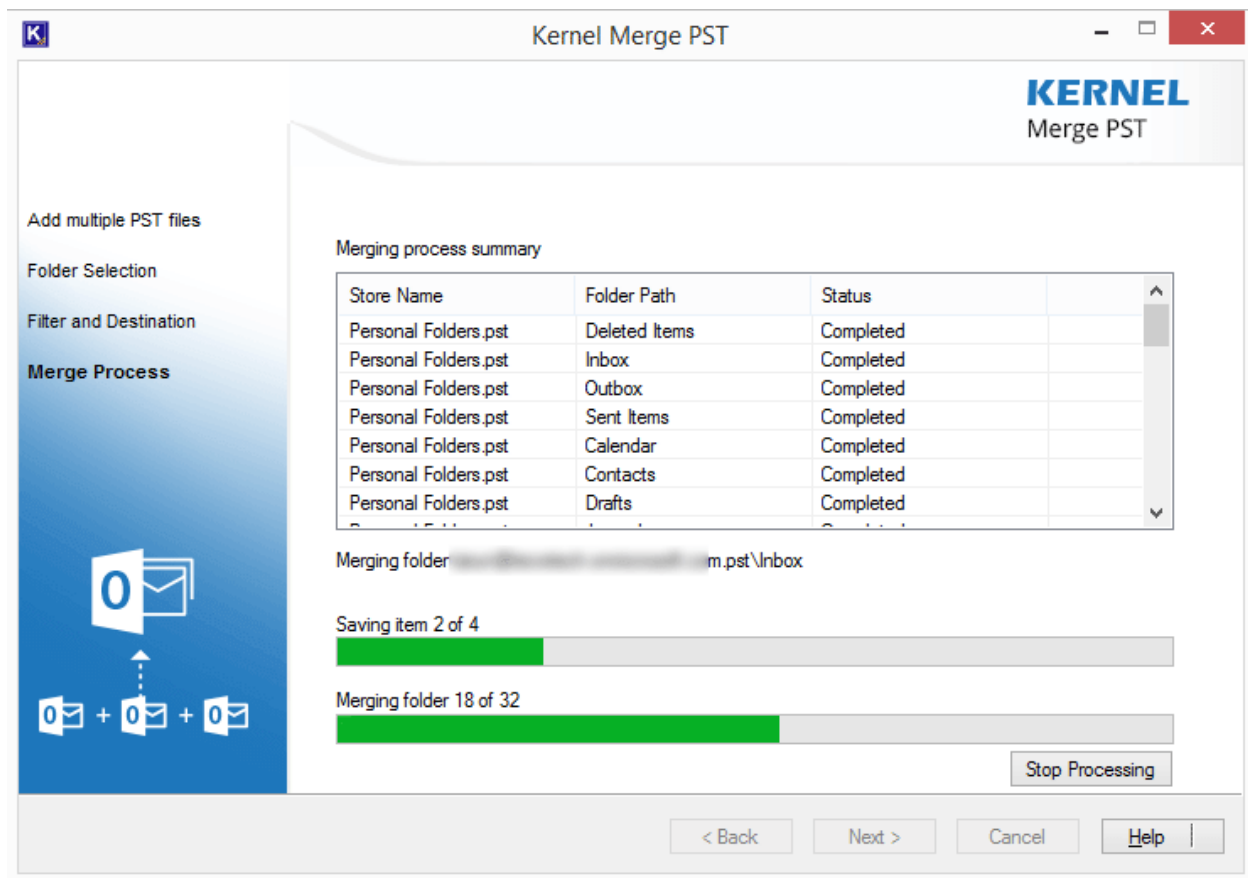 K
Kernel Merge PST
KERNEL
Merge PST
Add multiple PST files
Folder Selection
Filter and Destination
Merge Process
Merging process summary
Store Name Folder Path Status
Personal Folders.pst Deleted Items Completed
Personal Folders.pst Inbox Completed
Personal Folders.pst Outbox Completed
Personal Folders.pst Sent Items Completed
Personal Folders.pst Calendar Completed
Personal Folders.pst Contacts Completed
Personal Folders.pst Drafts Completed
Merging folder m.pst\Inbox
Saving item 2 of 4
Merging folder 18 of 32
Stop Processing
0
0 + 0 + 0
< Back Next > Cancel Help